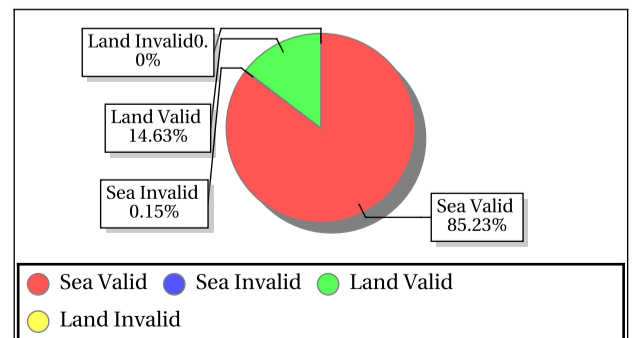 Land Invalid0.
0%
Land Valid
14.63%
Sea Invalid
0.15%
Sea Valid
85.23%
Sea Valid
Sea Invalid
Land Valid
Land Invalid